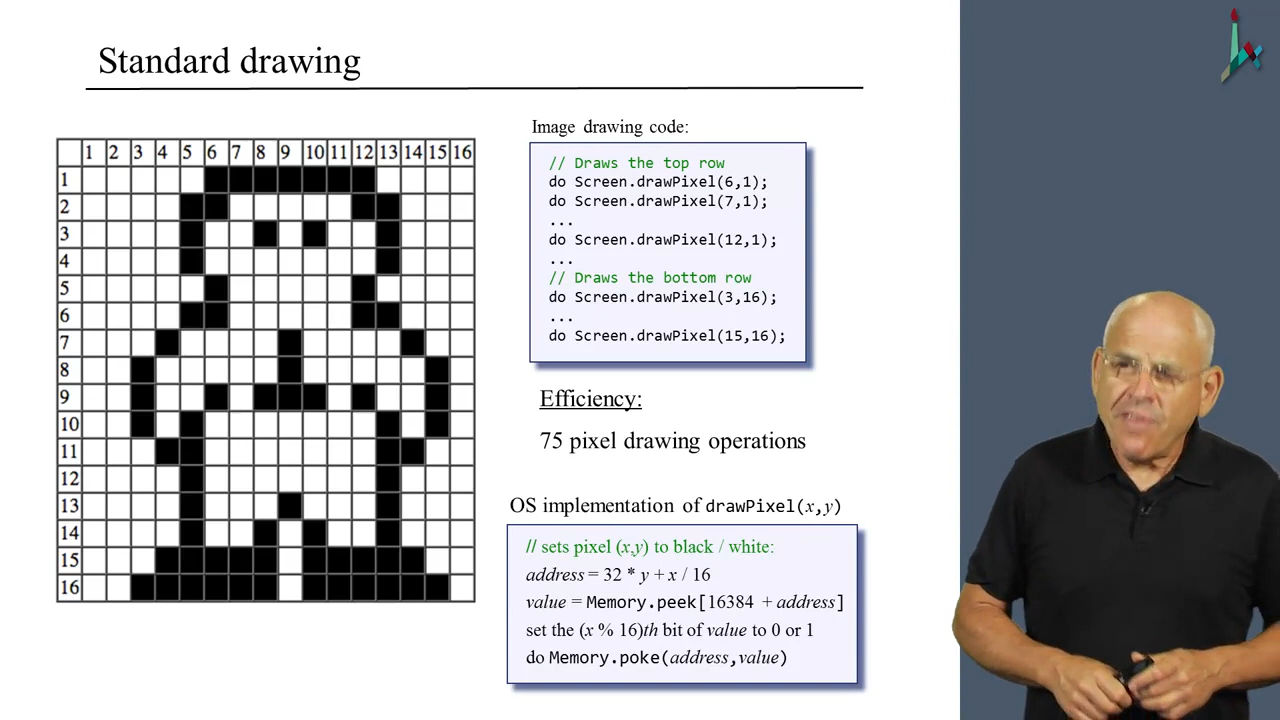 Standard drawing
1 2 3 4 5 6 7 8 9 10 11 12 13 14 15 16
1
2
3
4
5
6
7
8
9
10
11
12
13
14
15
16
Image drawing code:
// Draws the top row
do Screen.drawPixel(6,1);
do Screen.drawPixel(7,1);
...
do Screen.drawPixel(12,1);
...
// Draws the bottom row
do Screen.drawPixel(3,16);
...
do Screen.drawPixel(15,16);
Efficiency:
75 pixel drawing operations
OS implementation of drawPixel(x,y)
// sets pixel (x,y) to black / white:
address = 32 * y + x / 16
value = Memory.peek[16384 + address]
set the (x % 16)th bit of value to 0 or 1
do Memory.poke(address,value)